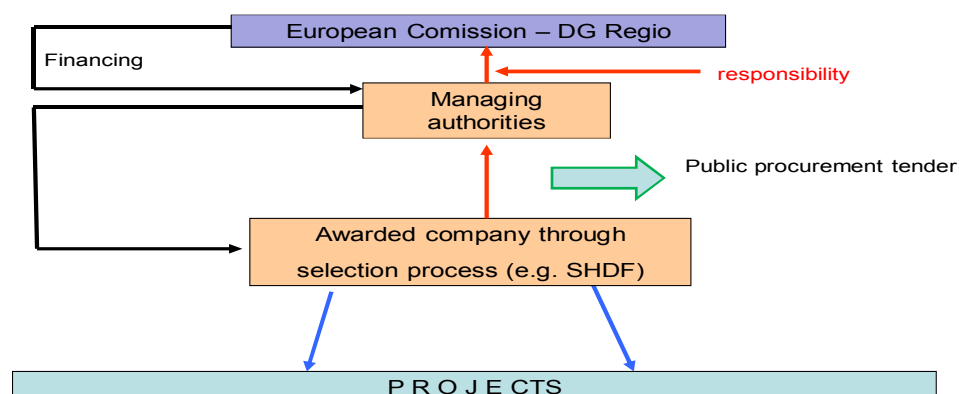 European Comission – DG Regio
Financing
responsibility
Managing
authorities
Public procurement tender
Awarded company through
selection process (e.g. SHDF)
P R O J E CTS